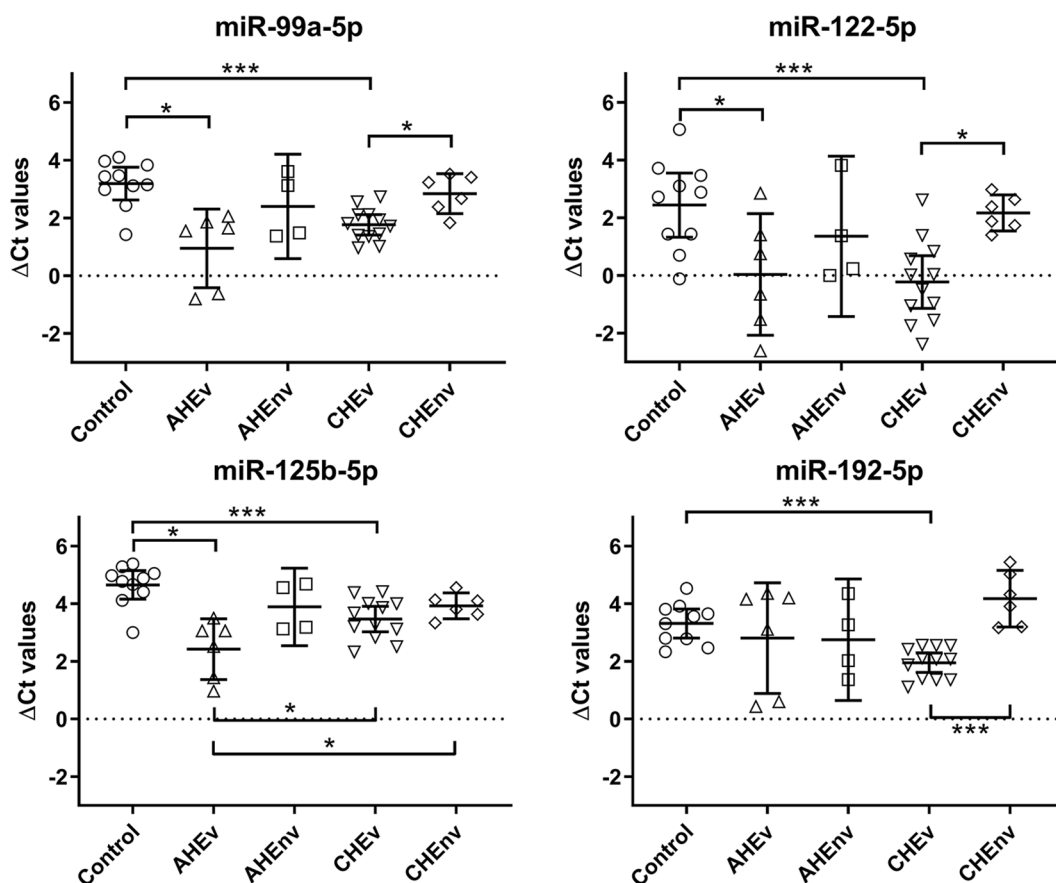 miR-99a-5p
***
*
*
ΔCt values
6
4
2
0
-2
Control
AHEv
AHEnv
CHEv
CHEnv
miR-122-5p
***
*
*
ΔCt values
6
4
2
0
-2
Control
AHEv
AHEnv
CHEv
CHEnv
miR-125b-5p
***
*
*
*
ΔCt values
6
4
2
0
-2
Control
AHEv
AHEnv
CHEv
CHEnv
miR-192-5p
***
***
ΔCt values
6
4
2
0
-2
Control
AHEv
AHEnv
CHEv
CHEnv